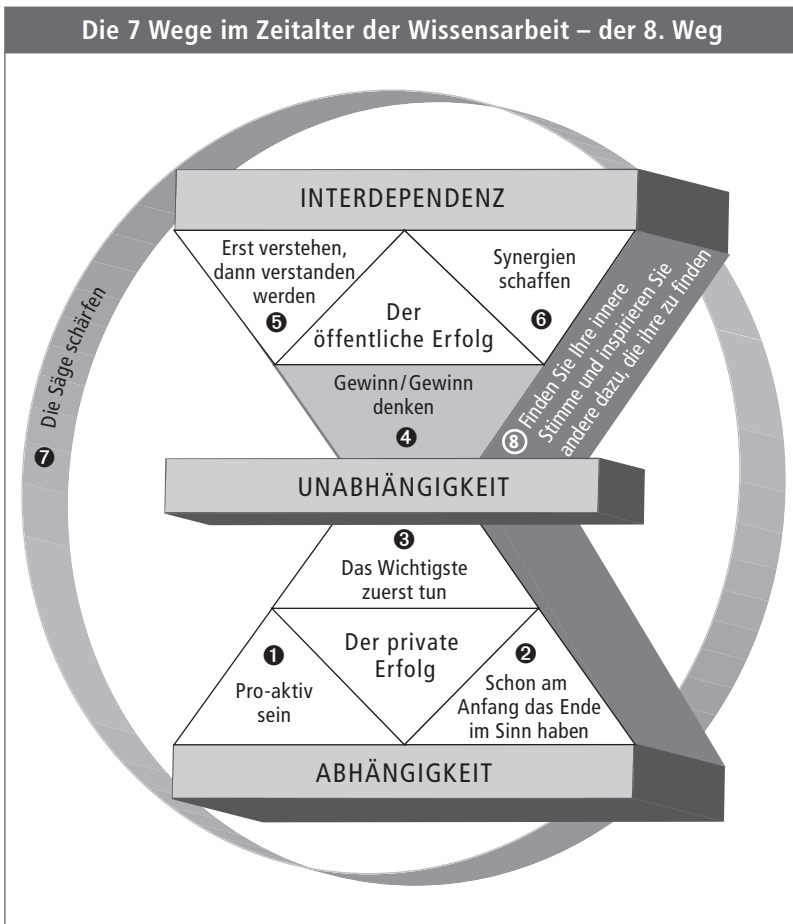 Die 7 Wege im Zeitalter der Wissensarbeit – der 8. Weg
INTERDEPENDENZ
Erst verstehen,
dann verstanden
werden
❺
Synergien
schaffen
❻
Der
öffentliche Erfolg
Gewinn/Gewinn
denken
❹
⑧ Finden Sie Ihre innere
Stimme und inspirieren Sie
andere dazu, die ihre zu finden
❼ Die Säge schärfen
UNABHÄNGIGKEIT
❸
Das Wichtigste
zuerst tun
Der private
Erfolg
❶
Pro-aktiv
sein
❷
Schon am
Anfang das Ende
im Sinn haben
ABHÄNGIGKEIT